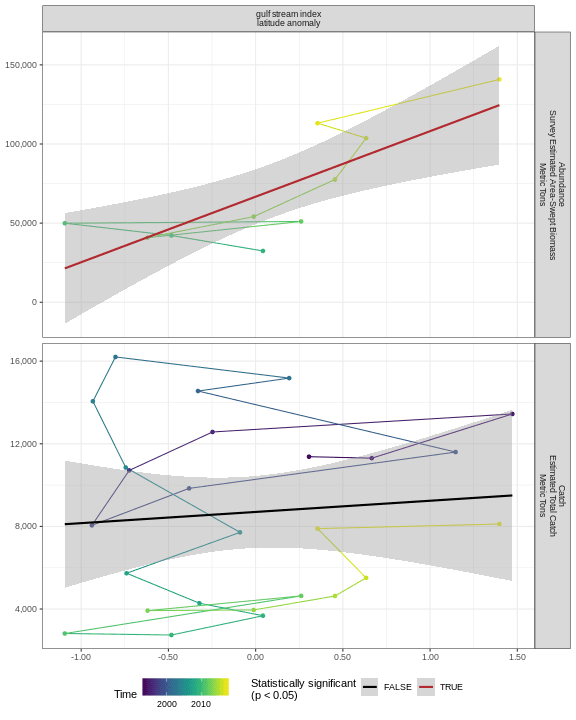 gulf stream index
latitude anomaly
150,000
100,000
50,000
0
Abundance
Survey Estimated Area-Swept Biomass
Metric Tons
16,000
12,000
8,000
4,000
Catch
Estimated Total Catch
Metric Tons
-1.00
-0.50
0.00
0.50
1.00
1.50
Time
2000
2010
Statistically significant
(p < 0.05)
FALSE
TRUE